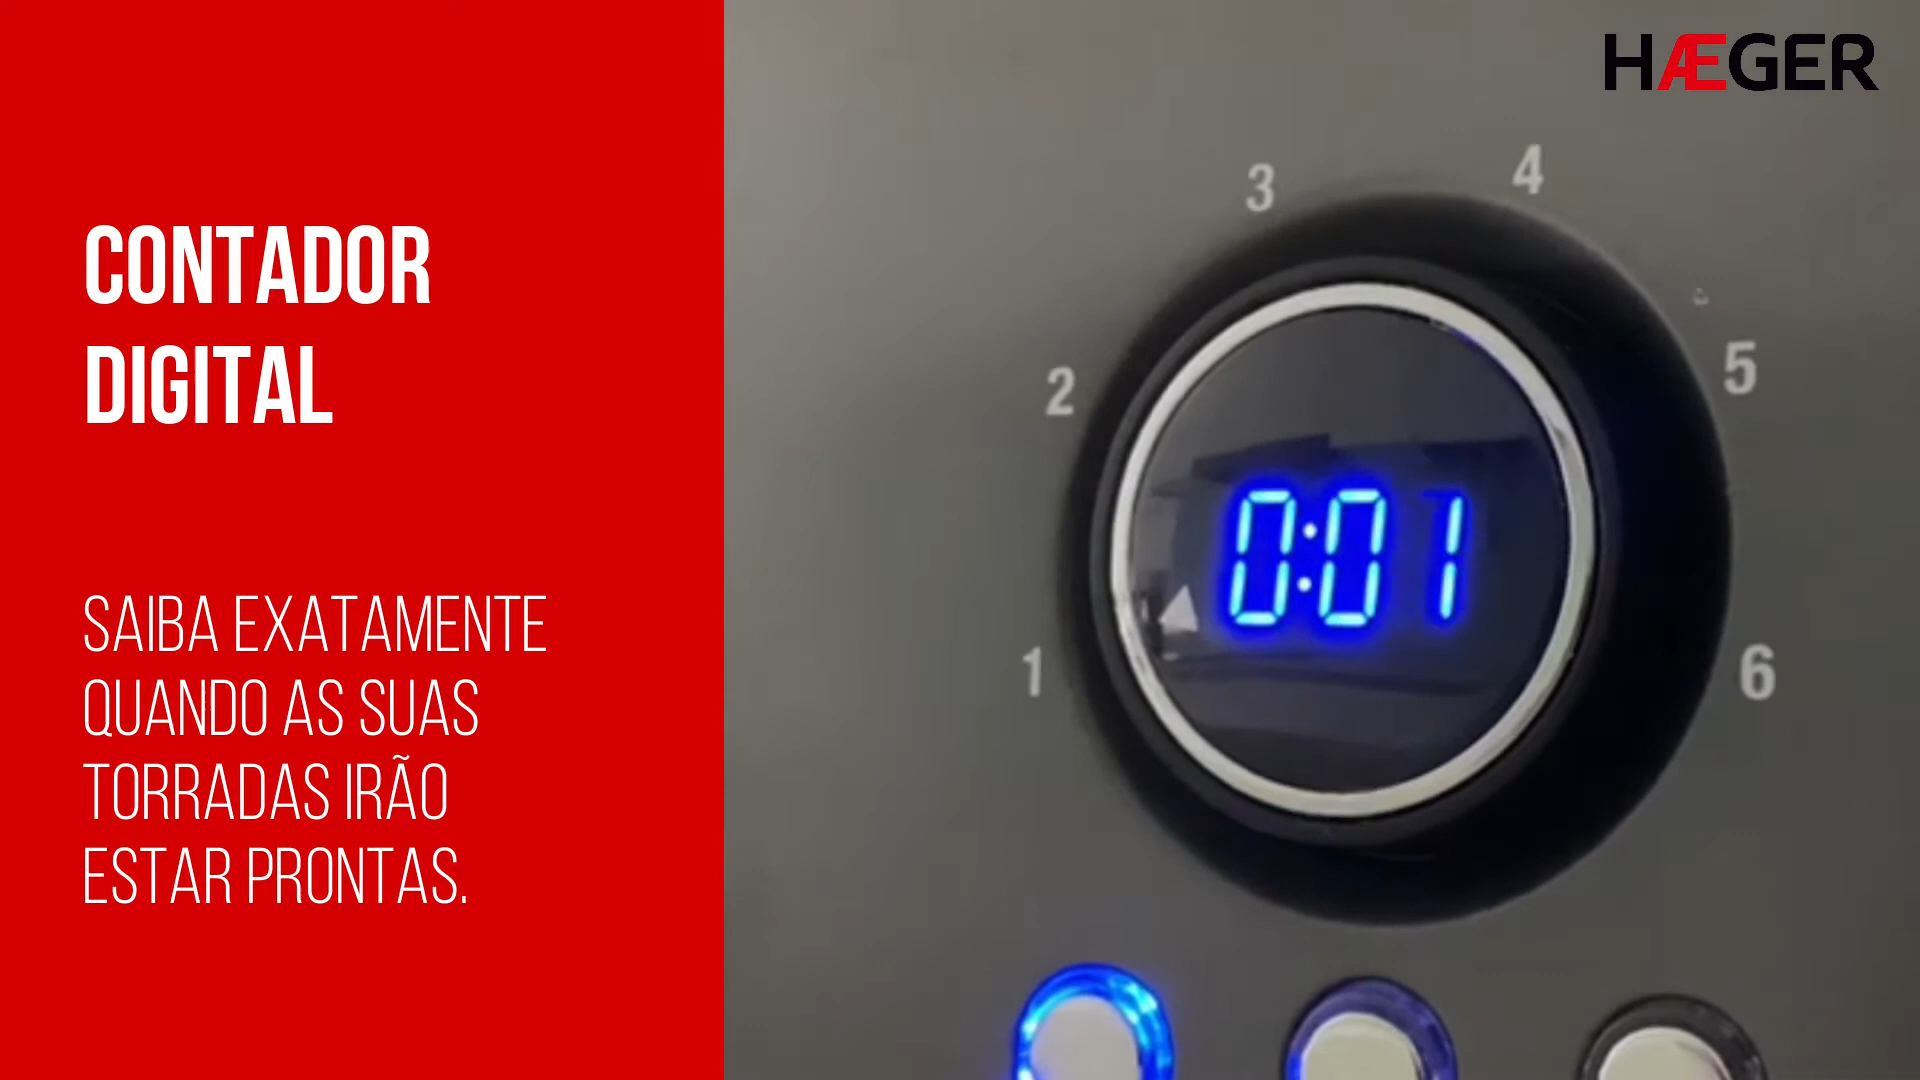 CONTADOR
DIGITAL
SAIBA EXATAMENTE
QUANDO AS SUAS
TORRADAS IRÃO
ESTAR PRONTAS.
HÆGER
3
4
2
5
0:01
1
6